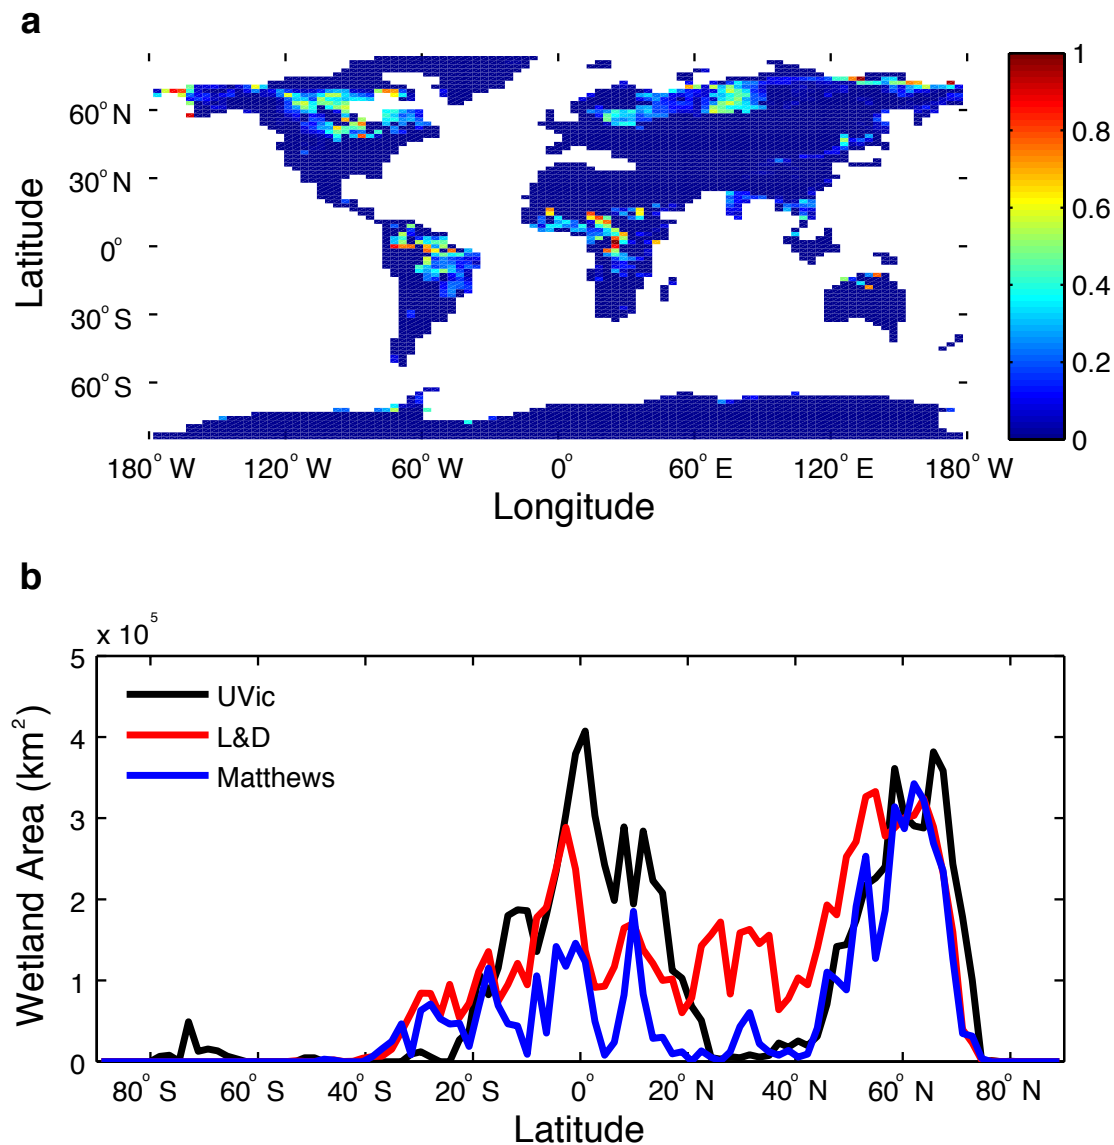 a
Latitude
60° N
30° N
0°
30° S
60° S
180° W 120° W 60° W 0° 60° E 120° E 180° W
Longitude
1
0.8
0.6
0.4
0.2
0
b
x 10^5
Wetland Area (km²)
5
4
3
2
1
0
UVic
L&D
Matthews
80° S 60° S 40° S 20° S 0° 20° N 40° N 60° N 80° N
Latitude